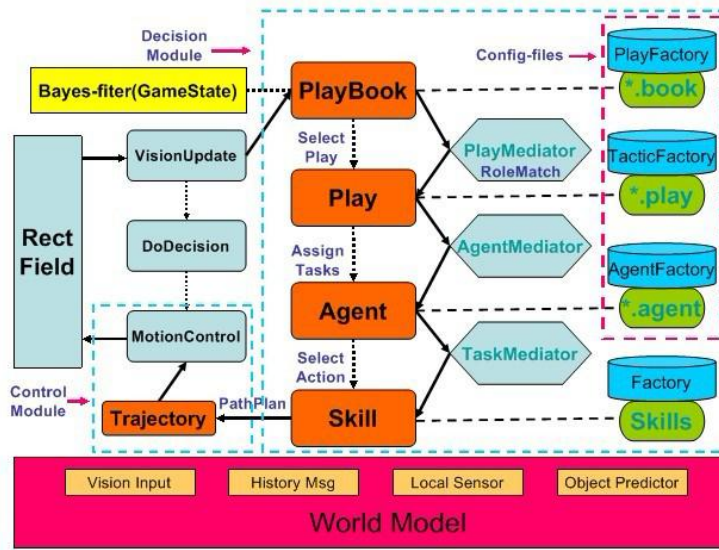 Decision
Module
Config-files
PlayFactory
*.book
Bayes-fiter(GameState)
PlayBook
Select
Play
PlayMediator
RoleMatch
TacticFactory
*.play
VisionUpdate
Play
Rect
Field
DoDecision
Assign
Tasks
AgentMediator
AgentFactory
*.agent
Agent
MotionControl
Select
Action
TaskMediator
Factory
Skills
Control
Module
Trajectory
PathPlan
Skill
Vision Input
History Msg
Local Sensor
Object Predictor
World Model